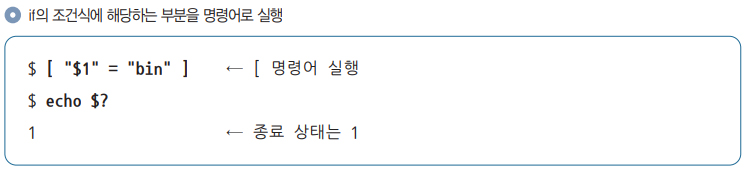 if의 조건식에 해당하는 부분을 명령어로 실행
$ [ "$1" = "bin" ] ← [ 명령어 실행
$ echo $?
1 ← 종료 상태는 1